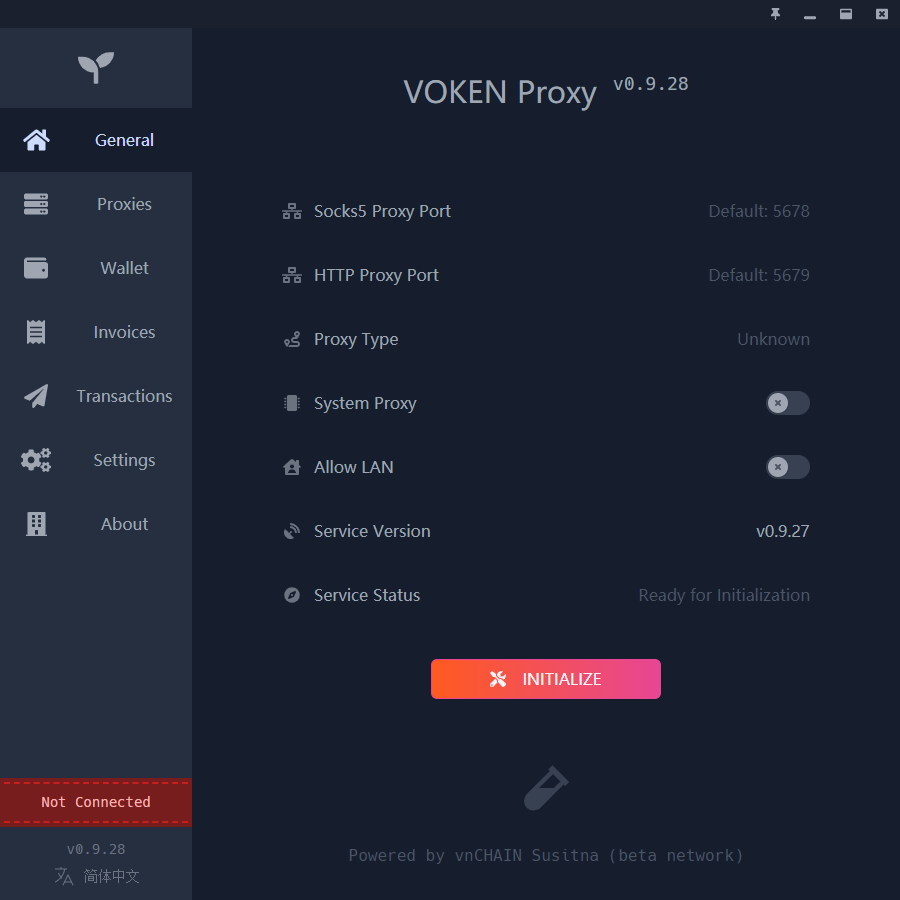 General
Proxies
Wallet
Invoices
Transactions
Settings
About
Not Connected
v0.9.28
简体中文
VOKEN Proxy v0.9.28
Socks5 Proxy Port Default: 5678
HTTP Proxy Port Default: 5679
Proxy Type Unknown
System Proxy
Allow LAN
Service Version v0.9.27
Service Status Ready for Initialization
INITIALIZE
Powered by vnCHAIN Susitna (beta network)